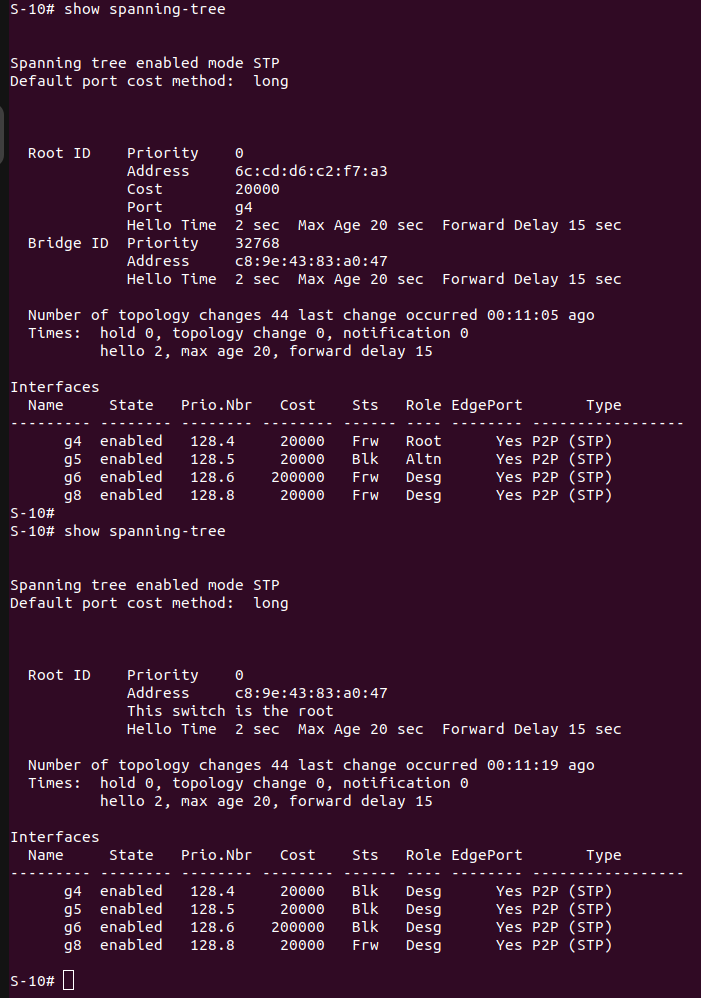 S-10# show spanning-tree
Spanning tree enabled mode STP
Default port cost method:  long
Root ID    Priority    0
Address     6c:cd:d6:c2:f7:a3
Cost        20000
Port        g4
Hello Time  2 sec  Max Age 20 sec  Forward Delay 15 sec
Bridge ID  Priority    32768
Address     c8:9e:43:83:a0:47
Hello Time  2 sec  Max Age 20 sec  Forward Delay 15 sec
Number of topology changes 44 last change occurred 00:11:05 ago
Times:  hold 0, topology change 0, notification 0
hello 2, max age 20, forward delay 15
Interfaces
Name     State   Prio.Nbr   Cost    Sts   Role EdgePort       Type
--------- -------- --------- -------- ------ ---- -------- -----------------
g4  enabled   128.4     20000   Frw   Root      Yes P2P (STP)
g5  enabled   128.5     20000   Blk   Altn      Yes P2P (STP)
g6  enabled   128.6    200000   Frw   Desg      Yes P2P (STP)
g8  enabled   128.8     20000   Frw   Desg      Yes P2P (STP)
S-10#
S-10# show spanning-tree
Spanning tree enabled mode STP
Default port cost method:  long
Root ID    Priority    0
Address     c8:9e:43:83:a0:47
This switch is the root
Hello Time  2 sec  Max Age 20 sec  Forward Delay 15 sec
Number of topology changes 44 last change occurred 00:11:19 ago
Times:  hold 0, topology change 0, notification 0
hello 2, max age 20, forward delay 15
Interfaces
Name     State   Prio.Nbr   Cost    Sts   Role EdgePort       Type
--------- -------- --------- -------- ------ ---- -------- -----------------
g4  enabled   128.4     20000   Blk   Desg      Yes P2P (STP)
g5  enabled   128.5     20000   Blk   Desg      Yes P2P (STP)
g6  enabled   128.6    200000   Blk   Desg      Yes P2P (STP)
g8  enabled   128.8     20000   Frw   Desg      Yes P2P (STP)
S-10#